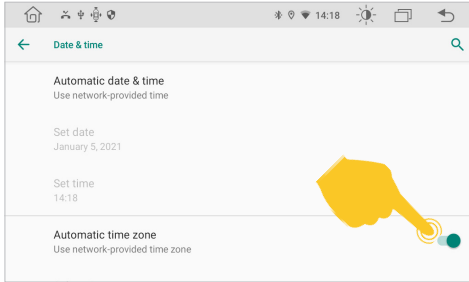 14:18
Date & time
Automatic date & time
Use network-provided time
Set date
January 5, 2021
Set time
14:18
Automatic time zone
Use network-provided time zone